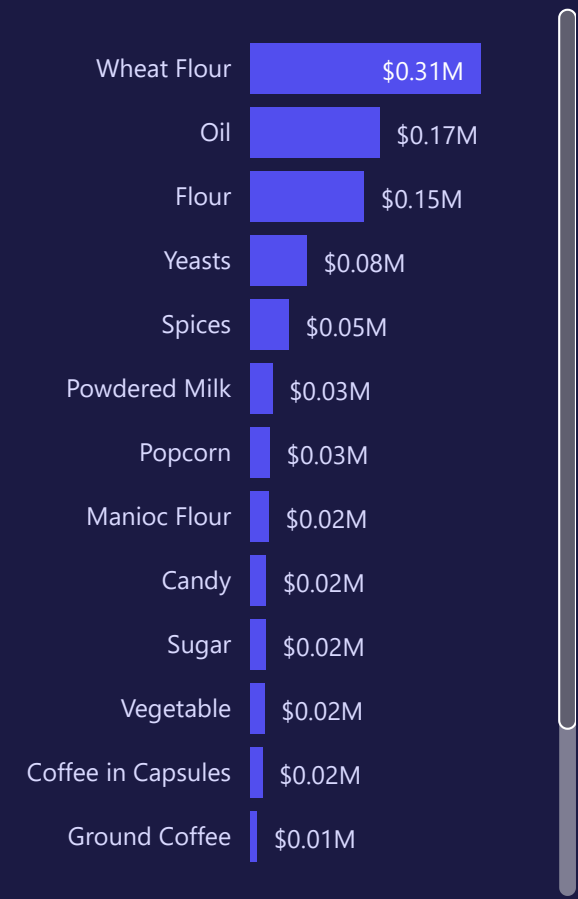 Wheat Flour $0.31M
Oil $0.17M
Flour $0.15M
Yeasts $0.08M
Spices $0.05M
Powdered Milk $0.03M
Popcorn $0.03M
Manioc Flour $0.02M
Candy $0.02M
Sugar $0.02M
Vegetable $0.02M
Coffee in Capsules $0.02M
Ground Coffee $0.01M